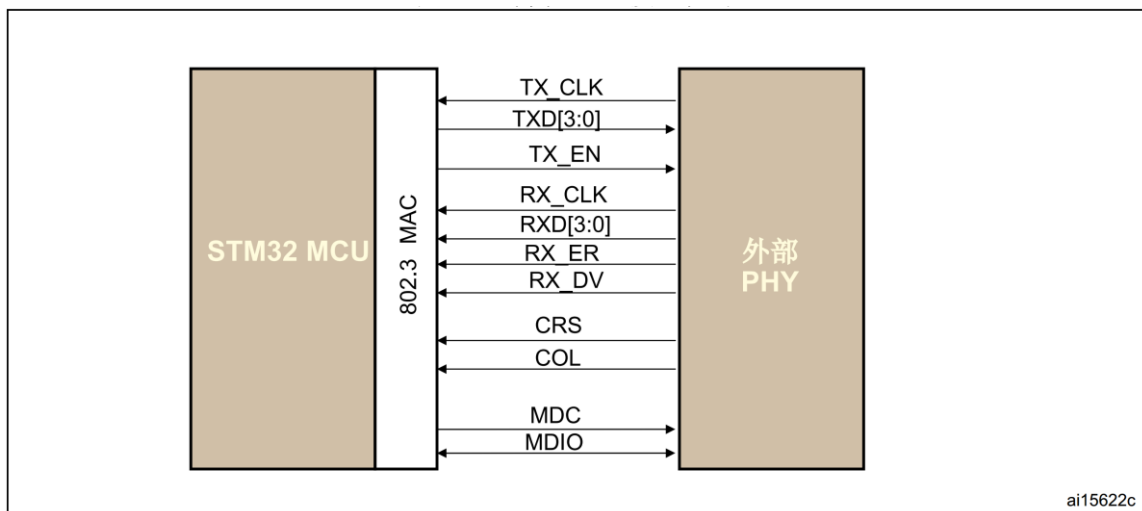 TX_CLK
TXD[3:0]
TX_EN
RX_CLK
RXD[3:0]
RX_ER
RX_DV
CRS
COL
MDC
MDIO
STM32 MCU
802.3 MAC
外部
PHY
ai15622c